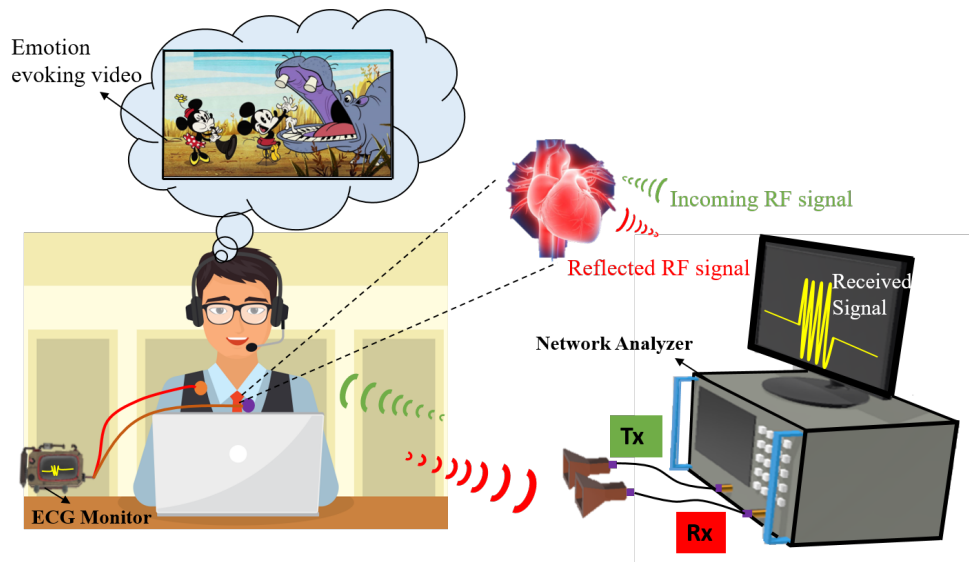 Emotion
evoking video
Incoming RF signal
Reflected RF signal
Received
Signal
Network Analyzer
Tx
Rx
ECG Monitor